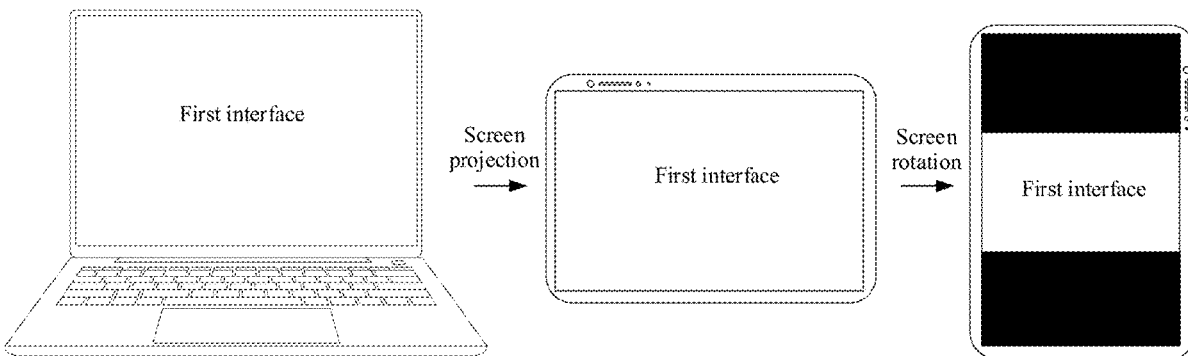 First interface
Screen
projection
First interface
Screen
rotation
First interface